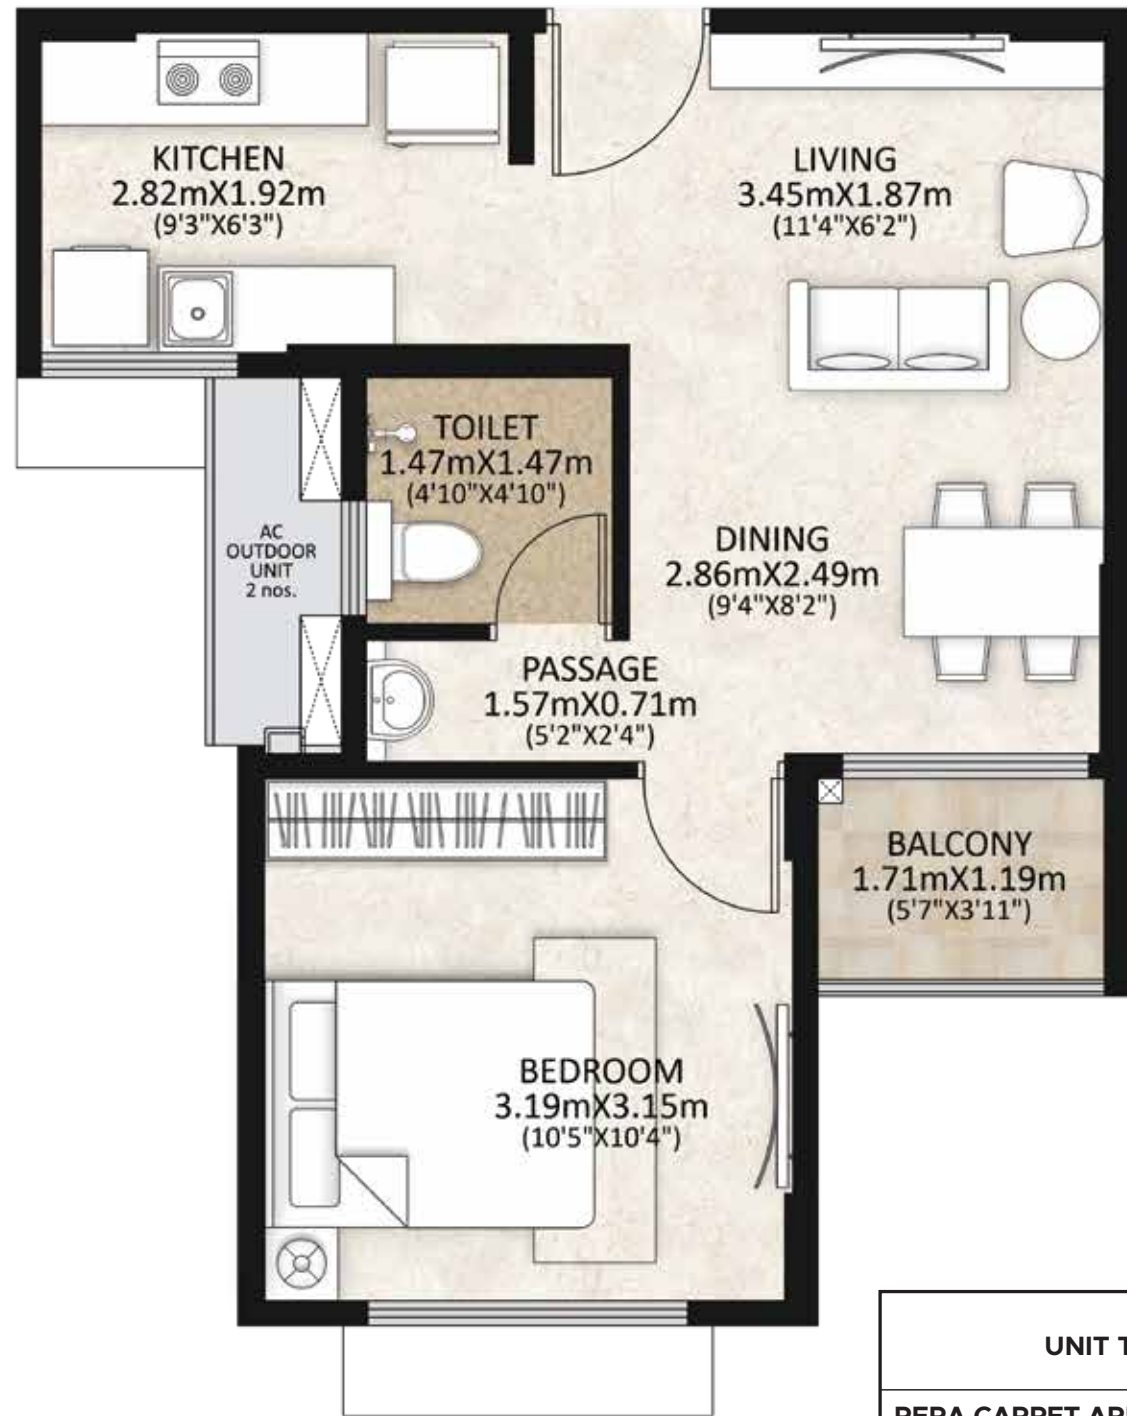 KITCHEN
2.82mX1.92m
(9'3"X6'3")
LIVING
3.45mX1.87m
(11'4"X6'2")
TOILET
1.47mX1.47m
(4'10"X4'10")
AC
OUTDOOR
UNIT
2 nos.
DINING
2.86mX2.49m
(9'4"X8'2")
PASSAGE
1.57mX0.71m
(5'2"X2'4")
BALCONY
1.71mX1.19m
(5'7"X3'11")
BEDROOM
3.19mX3.15m
(10'5"X10'4")
UNIT T
RERA CARPET